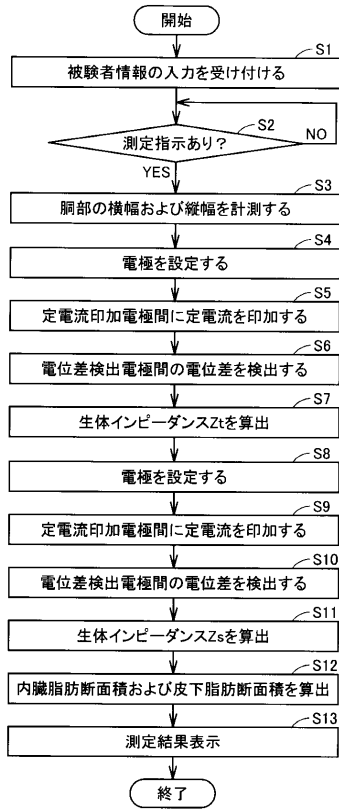 開始
S1
被験者情報の入力を受け付ける
S2
測定指示あり?
NO
YES
S3
胴部の横幅および縦幅を計測する
S4
電極を設定する
S5
定電流印加電極間に定電流を印加する
S6
電位差検出電極間の電位差を検出する
S7
生体インピーダンスZtを算出
S8
電極を設定する
S9
定電流印加電極間に定電流を印加する
S10
電位差検出電極間の電位差を検出する
S11
生体インピーダンスZsを算出
S12
内臓脂肪断面積および皮下脂肪断面積を算出
S13
測定結果表示
終了